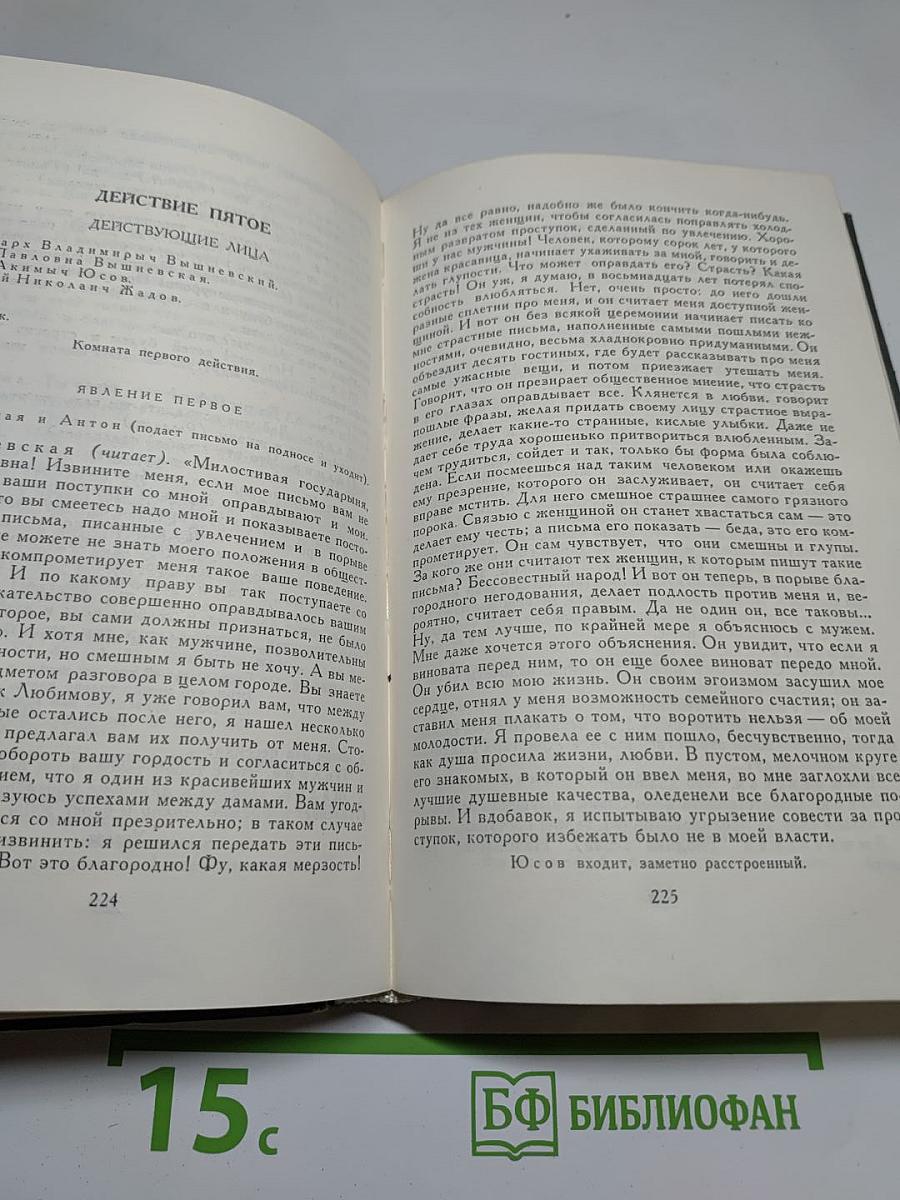 ДЕЙСТВИЕ ПЯТОЕ
ДЕЙСТВУЮЩИЕ ЛИЦА
арх Владимирыч Вышневский.
Павловна Вышневская.
Акимыч Юсов.
й Николаич Жадов.
к.
Комната первого действия.
ЯВЛЕНИЕ ПЕРВОЕ
ая и Антон (подает письмо на подносе и уходит).
евская (читает). «Милостивая государыня,
вна! Извините меня, если мое письмо вам не
ваши поступки со мной оправдывают и мои.
то вы смеетесь надо мной и показываете посто-
письма, писанные с увлечением и в порыве
е можете не знать моего положения в общест-
компрометирует меня такое ваше поведение.
И по какому праву вы так поступаете со
кательство совершенно оправдывалось вашим
торое, вы сами должны признаться, не было
о. И хотя мне, как мужчине, позволительны
ности, но смешным я быть не хочу. А вы ме-
дметом разговора в целом городе. Вы знаете
к Любимову, я уже говорил вам, что между
ые остались после него, я нашел несколько
предлагал вам их получить от меня. Сто-
обороть вашу гордость и согласиться с об-
ием, что я один из красивейших мужчин и
зуюсь успехами между дамами. Вам угод-
ся со мной презрительно; в таком случае
извинить: я решился передать эти пись-
Вот это благородно! Фу, какая мерзость!
224
Ну да все равно, надобно же было кончить когда-нибудь.
Я не из тех женщин, чтобы согласилась поправлять холод-
ным развратом проступок, сделанный по увлечению. Хоро-
ши у нас мужчины! Человек, которому сорок лет, у которого
жена красавица, начинает ухаживать за мной, говорить и де-
лать глупости. Что может оправдать его? Страсть? Какая
страсть! Он уж, я думаю, в восьмнадцать лет потерял спо-
собность влюбляться. Нет, очень просто: до него дошли
разные сплетни про меня, и он считает меня доступной жен-
щиной. И вот он без всякой церемонии начинает писать ко
мне страстные письма, наполненные самыми пошлыми неж-
ностями, очевидно, весьма хладнокровно придуманными. Он
объездит десять гостиных, где будет рассказывать про меня
самые ужасные вещи, и потом приезжает утешать меня.
Говорит, что он презирает общественное мнение, что страсть
в его глазах оправдывает все. Клянется в любви, говорит
пошлые фразы, желая придать своему лицу страстное выра-
жение, делает какие-то странные, кислые улыбки. Даже не
дает себе труда хорошенько притвориться влюбленным. За-
чем трудиться, сойдет и так, только бы форма была соблю-
дена. Если посмеешься над таким человеком или окажешь
ему презрение, которого он заслуживает, он считает себя
вправе мстить. Для него смешное страшнее самого грязного
порока. Связью с женщиной он станет хвастаться сам — это
делает ему честь; а письма его показать — беда, это его ком-
прометирует. Он сам чувствует, что они смешны и глупы.
За кого же они считают тех женщин, к которым пишут такие
письма? Бессовестный народ! И вот он теперь, в порыве бла-
городного негодования, делает подлость против меня и, ве-
роятно, считает себя правым. Да не один он, все таковы...
Ну, да тем лучше, по крайней мере я объяснюсь с мужем.
Мне даже хочется этого объяснения. Он увидит, что если я
виновата перед ним, то он еще более виноват передо мной.
Он убил всю мою жизнь. Он своим эгоизмом засушил мое
сердце, отнял у меня возможность семейного счастия; он за-
ставил меня плакать о том, что воротить нельзя — об моей
молодости. Я провела ее с ним пошло, бесчувственно, тогда
как душа просила жизни, любви. В пустом, мелочном круге
его знакомых, в который он ввел меня, во мне заглохли все
лучшие душевные качества, оледенели все благородные по-
рывы. И вдобавок, я испытываю угрызение совести за про
ступок, которого избежать было не в моей власти.
Юсов входит, заметно расстроенный.
225
15 с
БФ БИБЛИОФАН